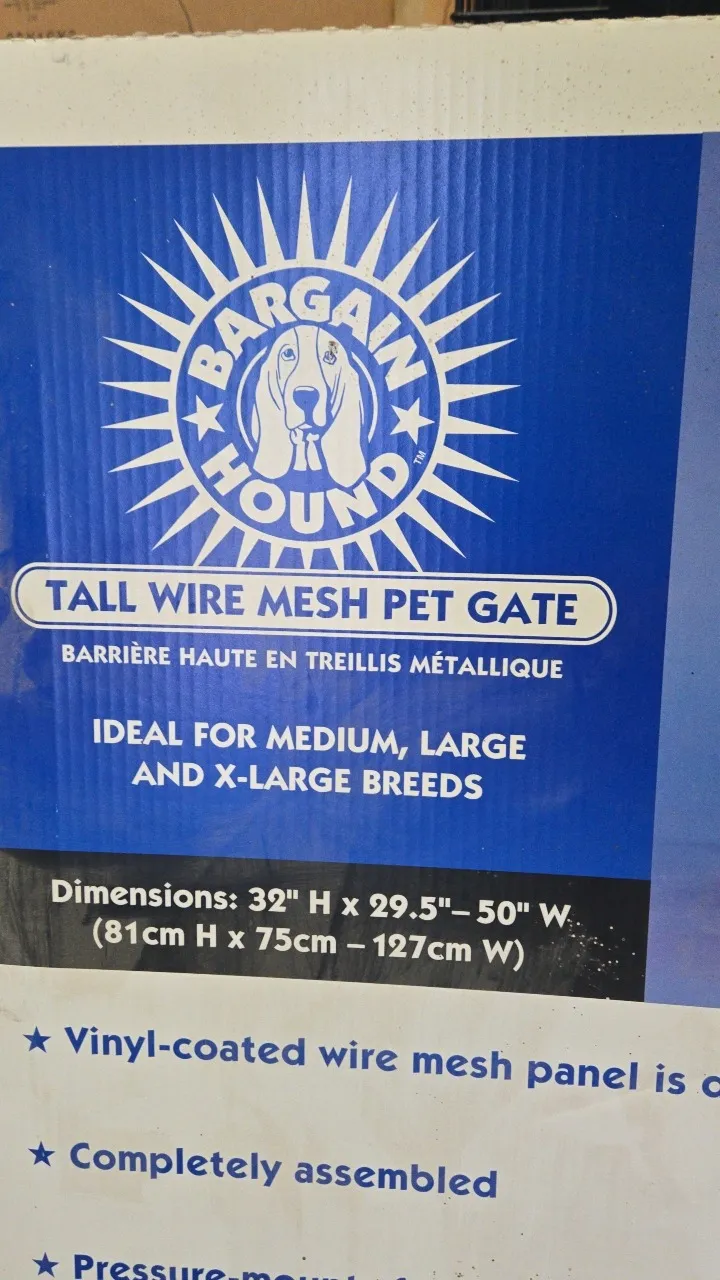 BARGAIN
HOUND™
TALL WIRE MESH PET GATE
BARRIÈRE HAUTE EN TREILLIS MÉTALLIQUE
IDEAL FOR MEDIUM, LARGE
AND X-LARGE BREEDS
Dimensions: 32" H x 29.5"– 50" W
(81cm H x 75cm – 127cm W)
★ Vinyl-coated wire mesh panel is
★ Completely assembled